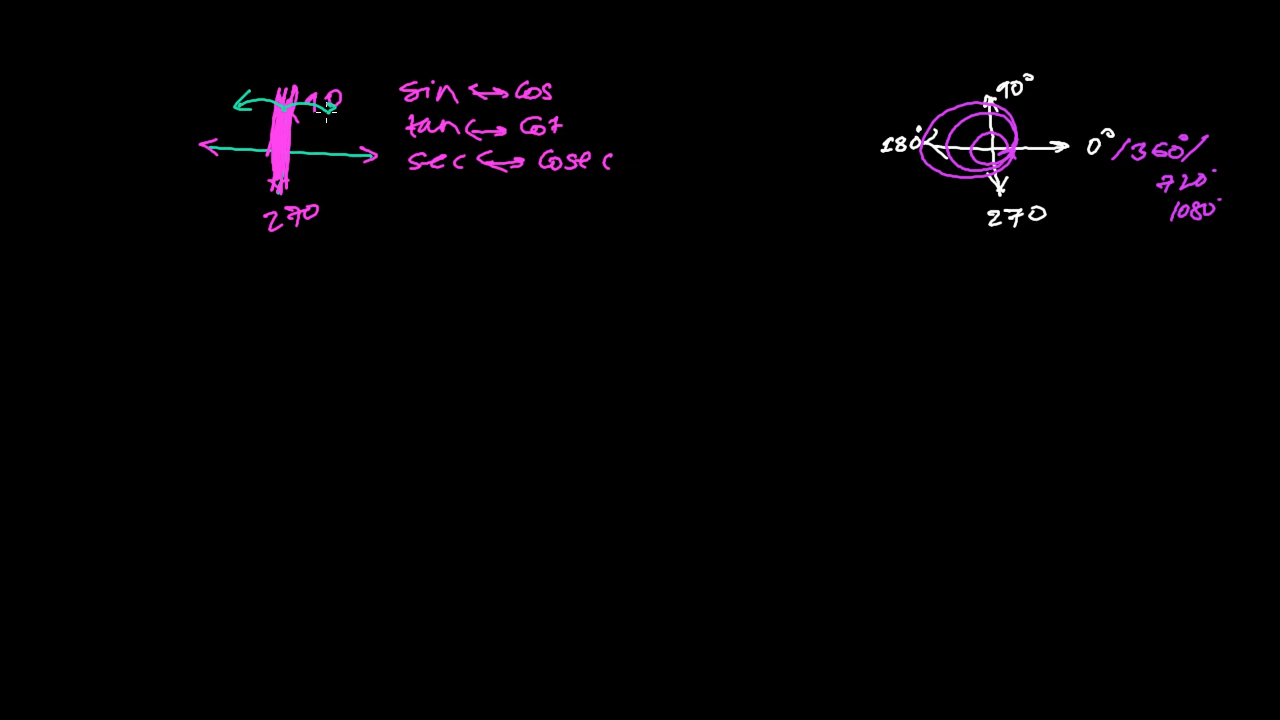 90
sin ↔ cos
tan ↔ cot
sec ↔ cosec
270
90°
180°
0° /360°/
720°
1080°
270